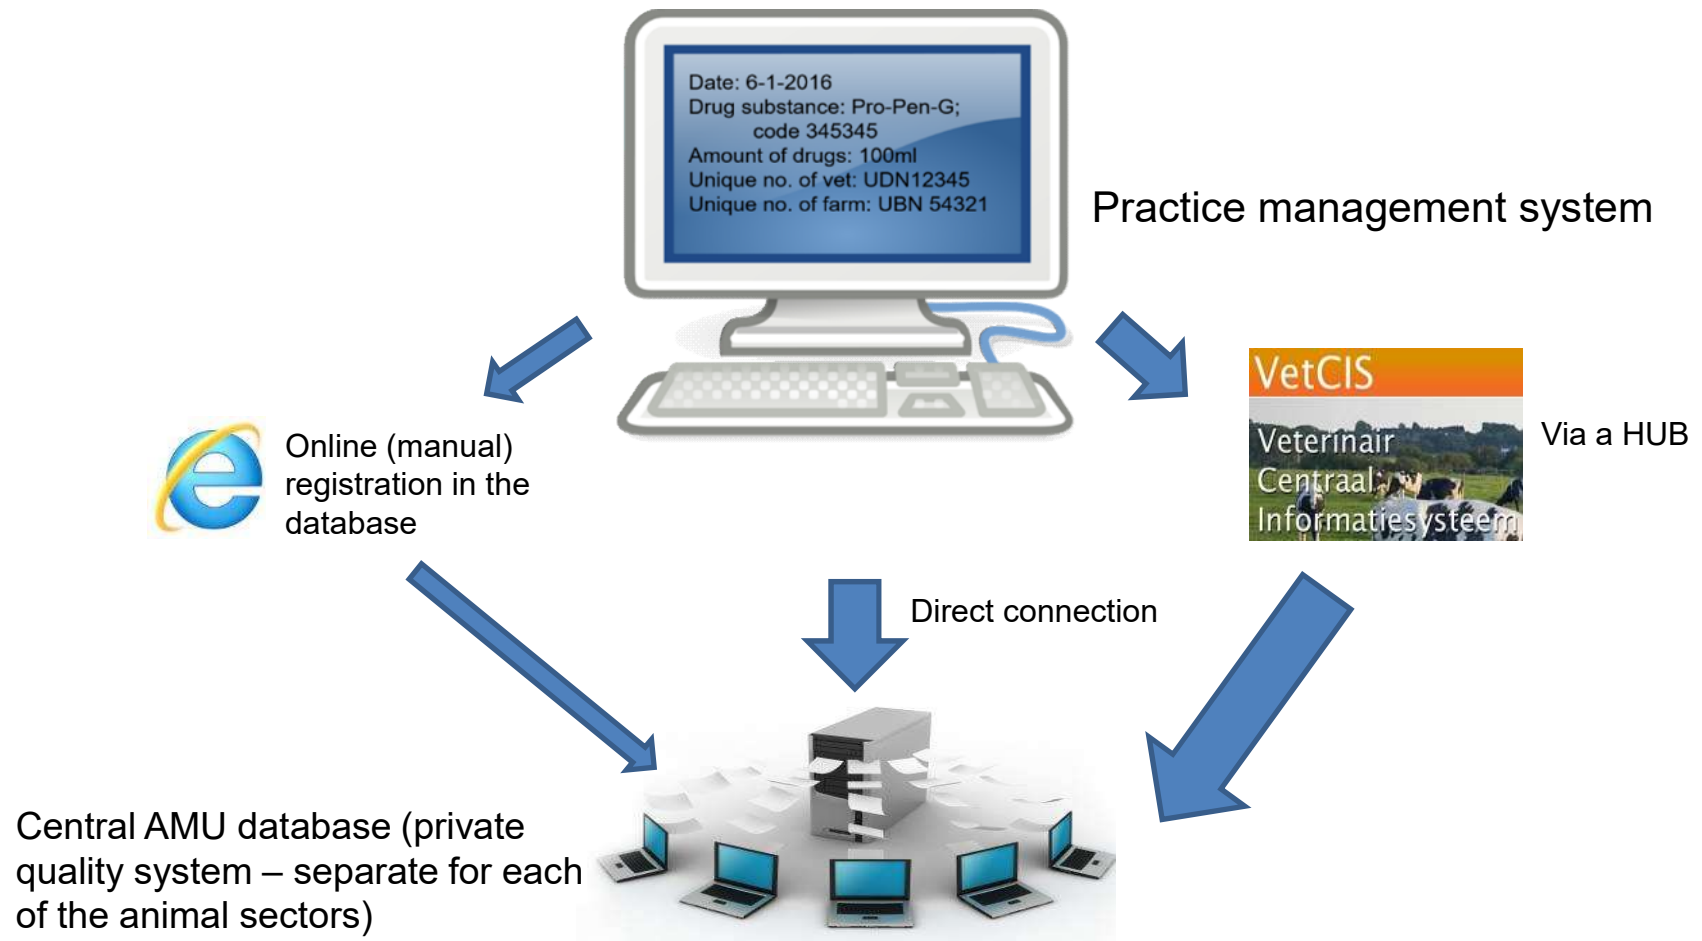 Date: 6-1-2016
Drug substance: Pro-Pen-G;
code 345345
Amount of drugs: 100ml
Unique no. of vet: UDN12345
Unique no. of farm: UBN 54321
Practice management system
VetCIS
Veterinair
Centraal
Informatiesysteem
Via a HUB
Online (manual)
registration in the
database
Direct connection
Central AMU database (private
quality system – separate for each
of the animal sectors)